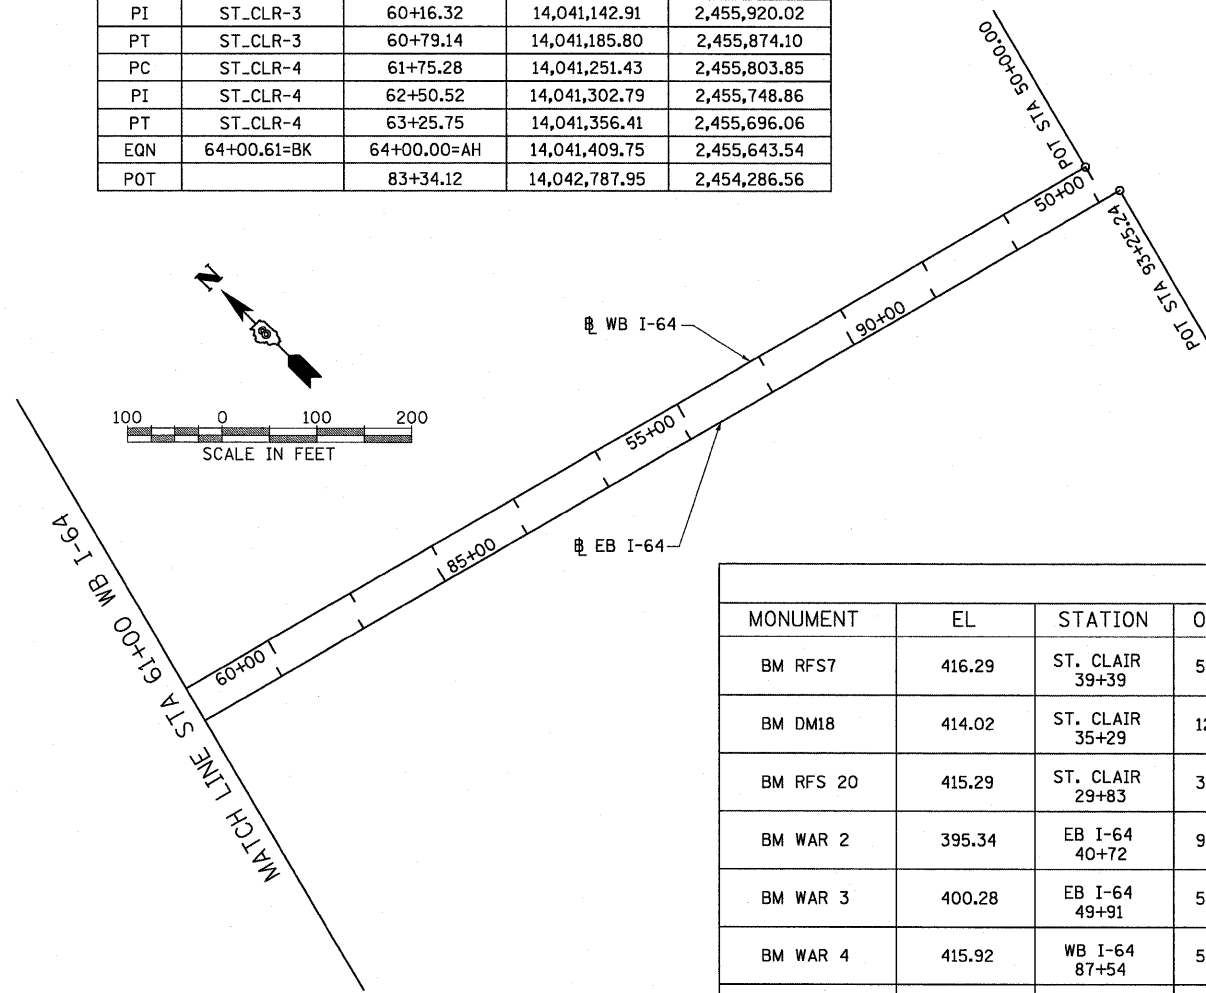 PI ST_CLR-3 60+16.32 14,041,142.91 2,455,920.02
PT ST_CLR-3 60+79.14 14,041,185.80 2,455,874.10
PC ST_CLR-4 61+75.28 14,041,251.43 2,455,803.85
PI ST_CLR-4 62+50.52 14,041,302.79 2,455,748.86
PT ST_CLR-4 63+25.75 14,041,356.41 2,455,696.06
EQN 64+00.61=BK 64+00.00=AH 14,041,409.75 2,455,643.54
POT 83+34.12 14,042,787.95 2,454,286.56
POT STA 50+00.00
50+00
POT STA 93+25.24
N
℄ WB I-64
90+00
100 0 100 200
SCALE IN FEET
55+00
℄ EB I-64
85+00
60+00
MATCH LINE STA 61+00 WB I-64
MONUMENT EL STATION O
BM RFS7 416.29 ST. CLAIR 5
39+39
BM DM18 414.02 ST. CLAIR 12
35+29
BM RFS 20 415.29 ST. CLAIR 3
29+83
BM WAR 2 395.34 EB I-64 9
40+72
BM WAR 3 400.28 EB I-64 5
49+91
BM WAR 4 415.92 WB I-64 5
87+54